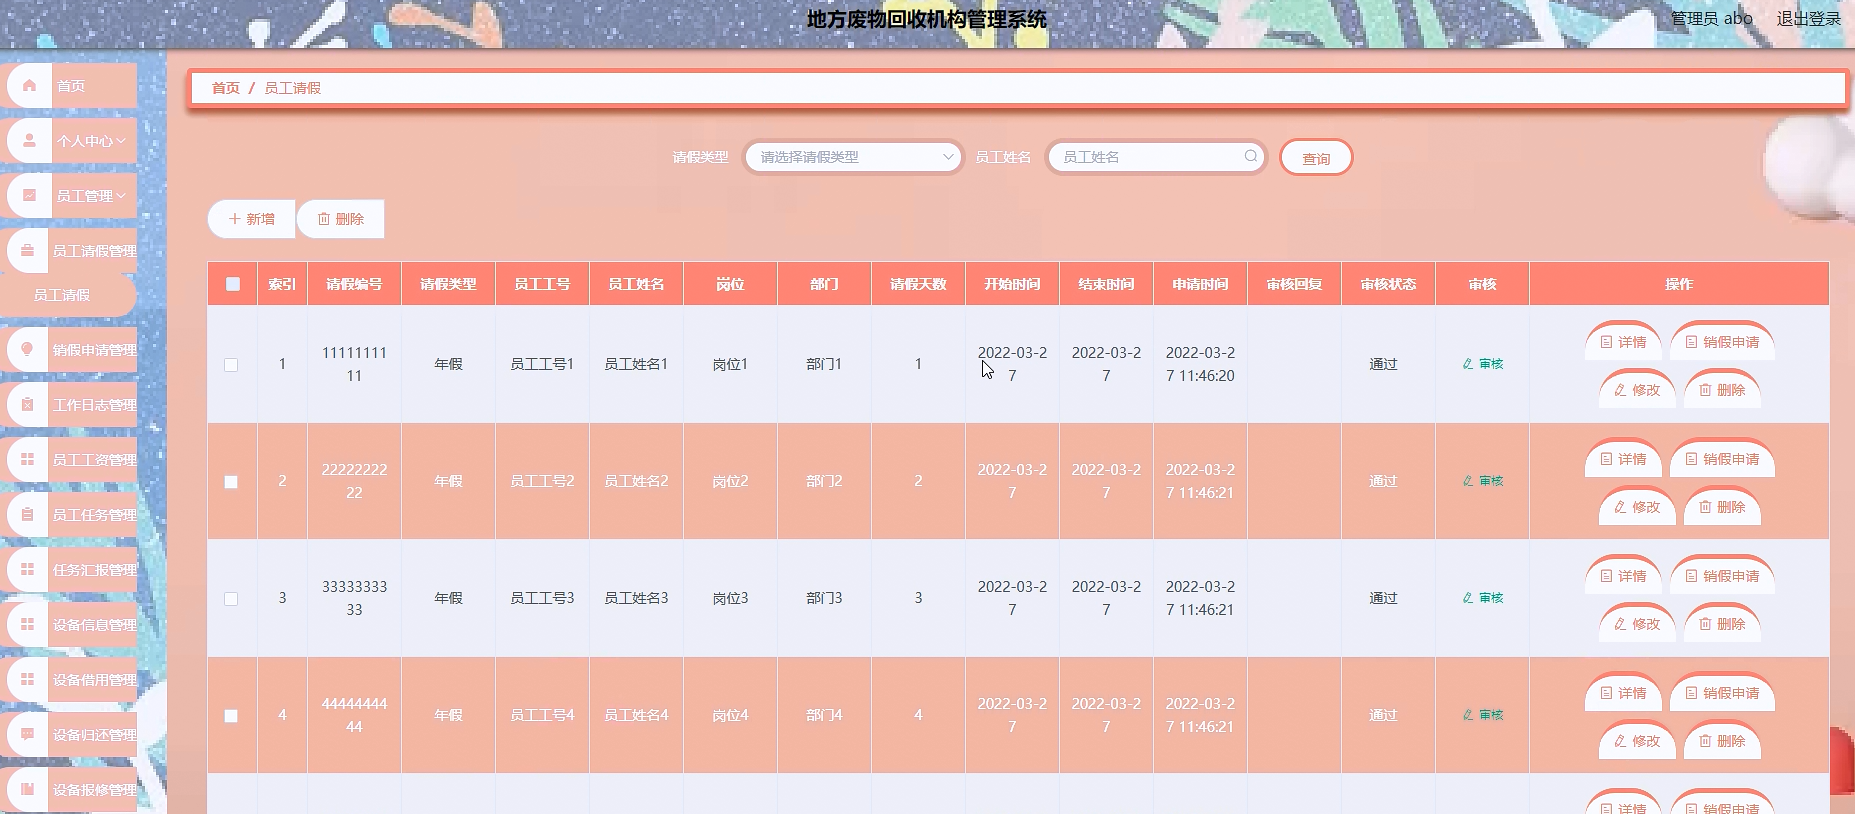 地方废物回收机构管理系统
管理员 abo 退出登录
首页
个人中心
员工管理
员工请假管理
员工请假
销假申请管理
工作日志管理
员工工资管理
员工任务管理
任务汇报管理
设备信息管理
设备借用管理
设备归还管理
设备报修管理
首页 / 员工请假
请假类型 请选择请假类型 员工姓名 员工姓名 查询
新增 删除
索引 请假编号 请假类型 员工工号 员工姓名 岗位 部门 请假天数 开始时间 结束时间 申请时间 审核回复 审核状态 审核 操作
1 1111111111 年假 员工工号1 员工姓名1 岗位1 部门1 1 2022-03-27 2022-03-27 2022-03-27 11:46:20 通过 审核 详情 销假申请 修改 删除
2 2222222222 年假 员工工号2 员工姓名2 岗位2 部门2 2 2022-03-27 2022-03-27 2022-03-27 11:46:21 通过 审核 详情 销假申请 修改 删除
3 3333333333 年假 员工工号3 员工姓名3 岗位3 部门3 3 2022-03-27 2022-03-27 2022-03-27 11:46:21 通过 审核 详情 销假申请 修改 删除
4 4444444444 年假 员工工号4 员工姓名4 岗位4 部门4 4 2022-03-27 2022-03-27 2022-03-27 11:46:21 通过 审核 详情 销假申请 修改 删除
详情 销假申请